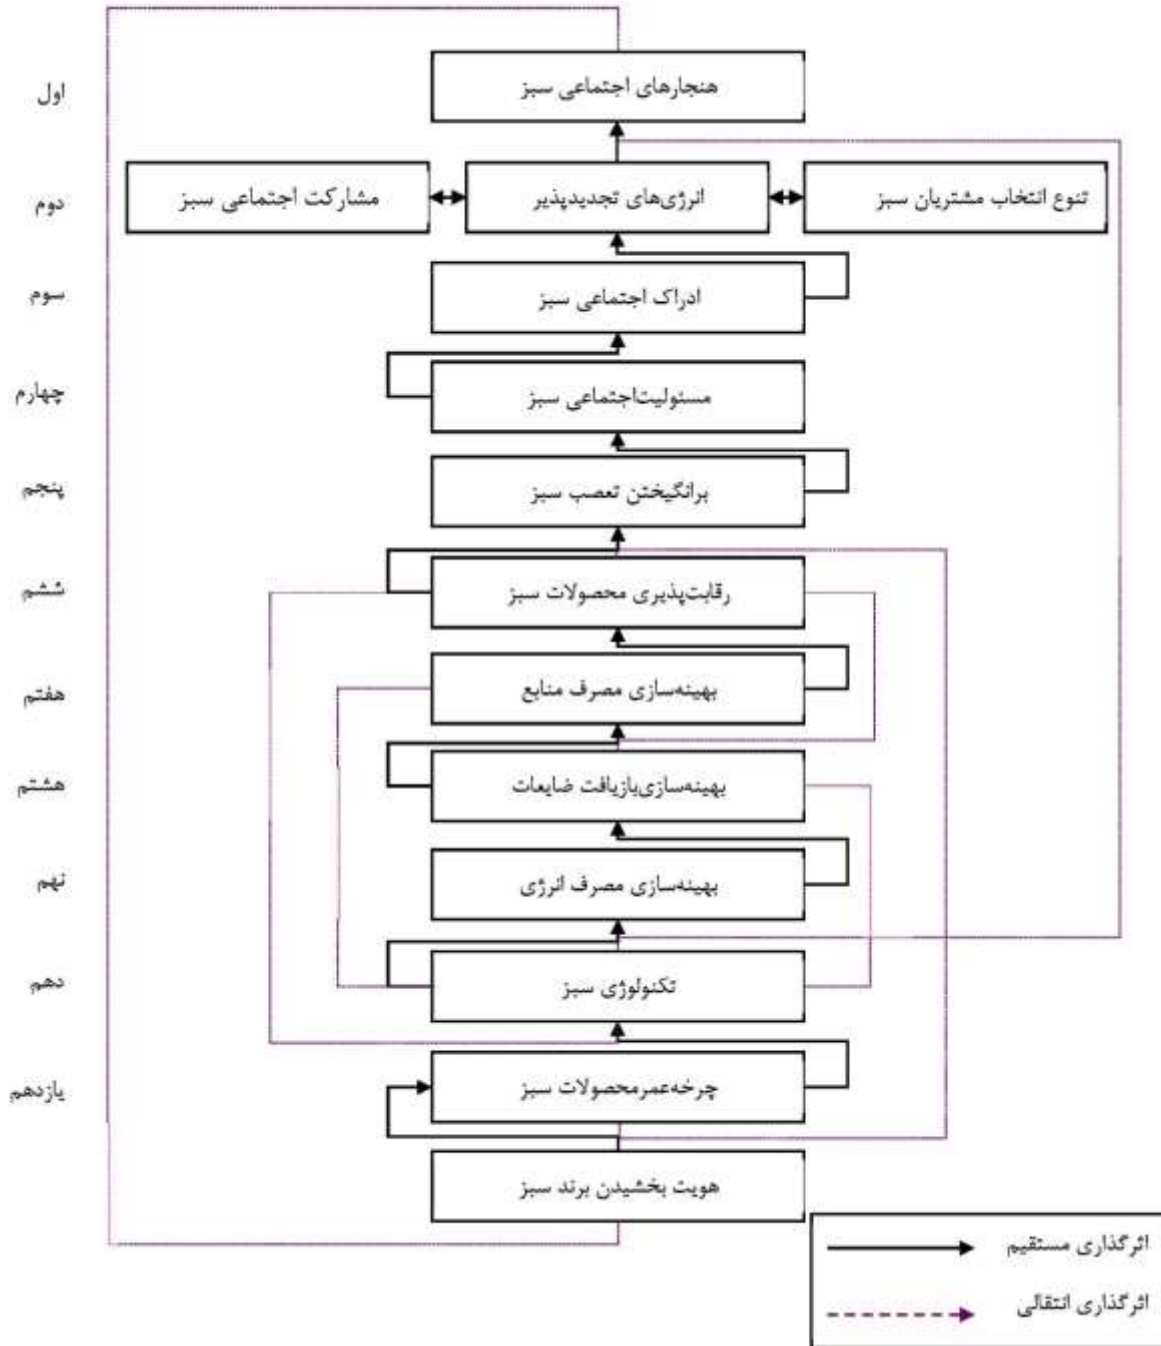 اول
هنجارهای اجتماعی سبز
دوم
تنوع انتخاب مشتریان سبز
انرژی‌های تجدیدپذیر
مشارکت اجتماعی سبز
سوم
ادراک اجتماعی سبز
چهارم
مسئولیت‌اجتماعی سبز
پنجم
برانگیختن تعصب سبز
ششم
رقابت‌پذیری محصولات سبز
هفتم
بهینه‌سازی مصرف منابع
هشتم
بهینه‌سازی‌بازیافت ضایعات
نهم
بهینه‌سازی مصرف انرژی
دهم
تکنولوژی سبز
یازدهم
چرخه‌عمرمحصولات سبز
هویت بخشیدن برند سبز
اثرگذاری مستقیم
اثرگذاری انتقالی